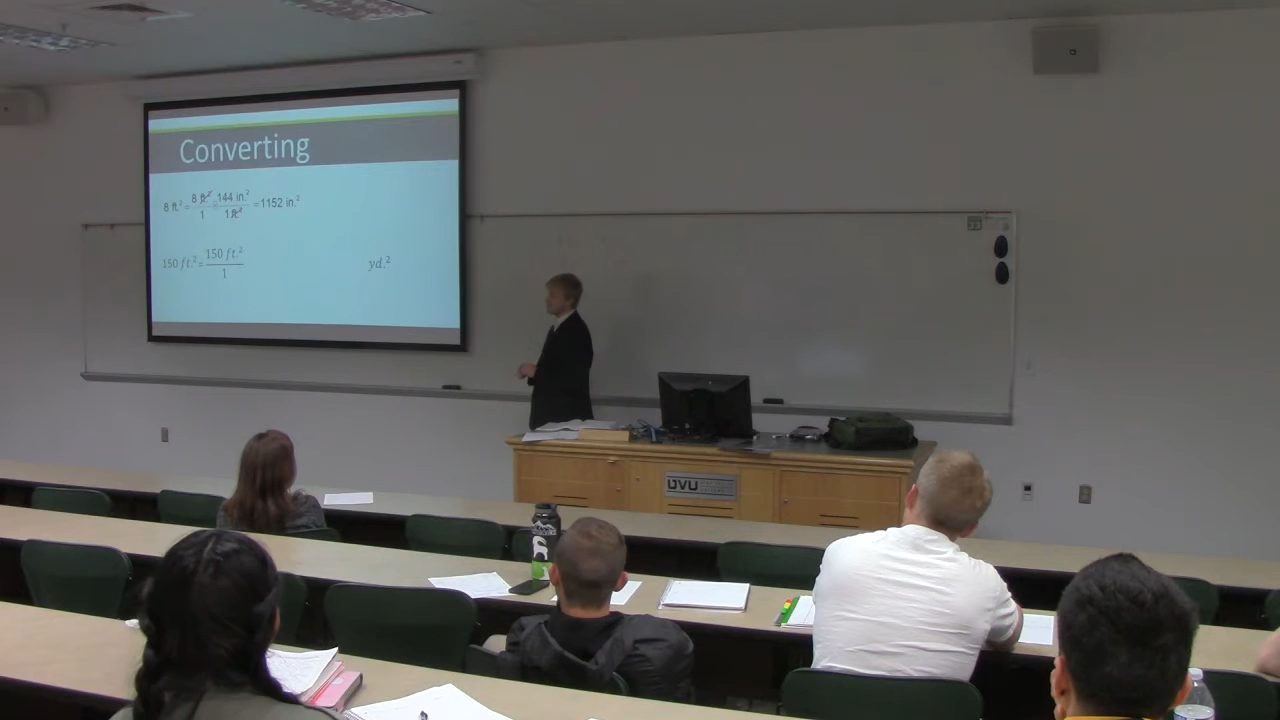 Converting
8 ft.² = 8 ft.²/1 × 144 in.²/1 ft.² = 1152 in.²
150 ft.² = 150 ft.²/1 yd.²
UVU